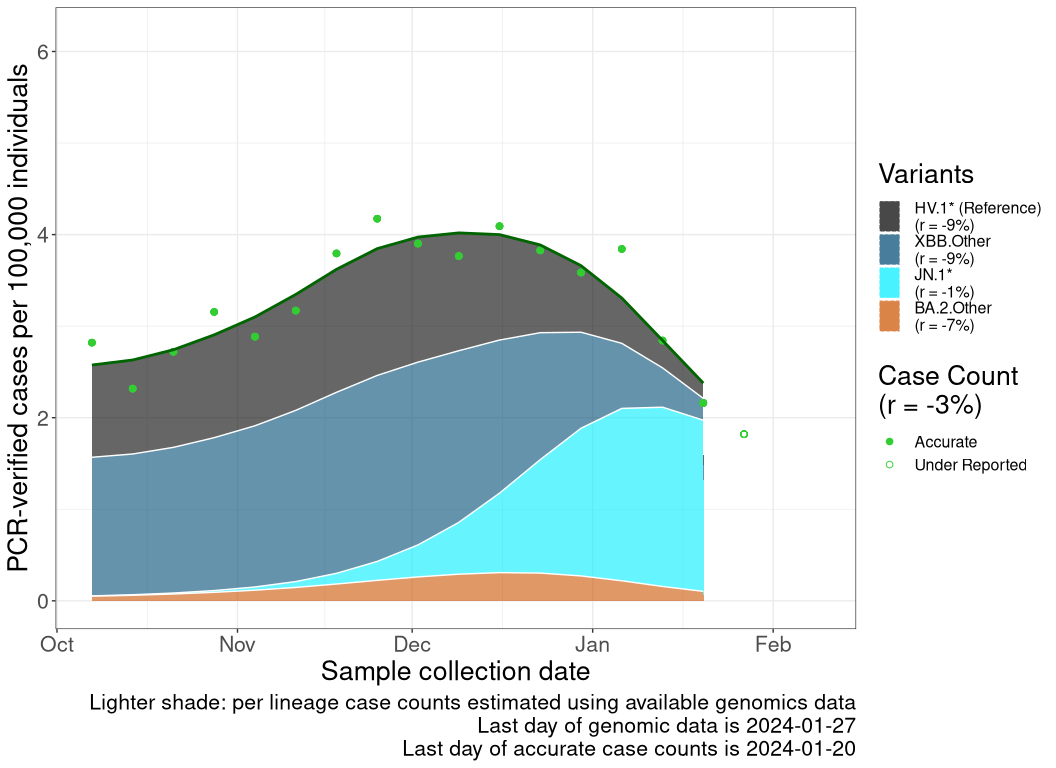 PCR-verified cases per 100,000 individuals
6
4
2
0
Oct Nov Dec Jan Feb
Sample collection date
Variants
HV.1* (Reference)
(r = -9%)
XBB.Other
(r = -9%)
JN.1*
(r = -1%)
BA.2.Other
(r = -7%)
Case Count
(r = -3%)
Accurate
Under Reported
Lighter shade: per lineage case counts estimated using available genomics data
Last day of genomic data is 2024-01-27
Last day of accurate case counts is 2024-01-20